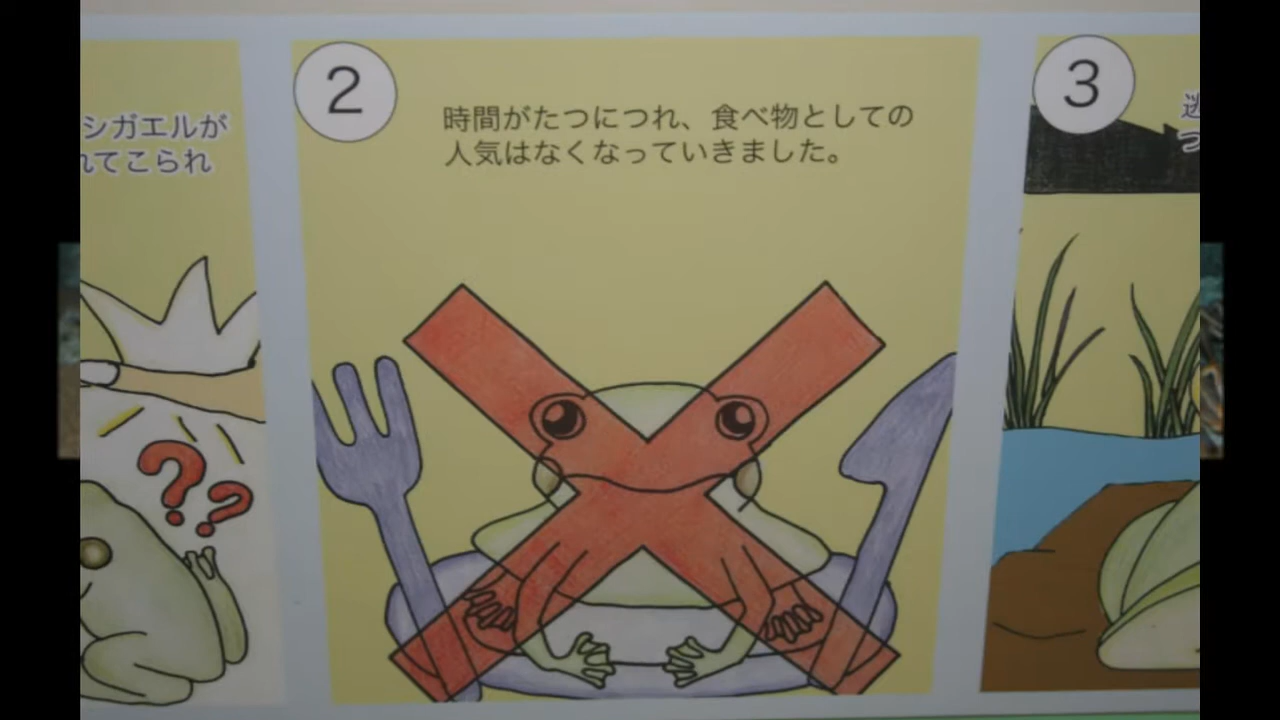 シガエルが
れてこられ
2
時間がたつにつれ、食べ物としての
人気はなくなっていきました。
??
3
つ